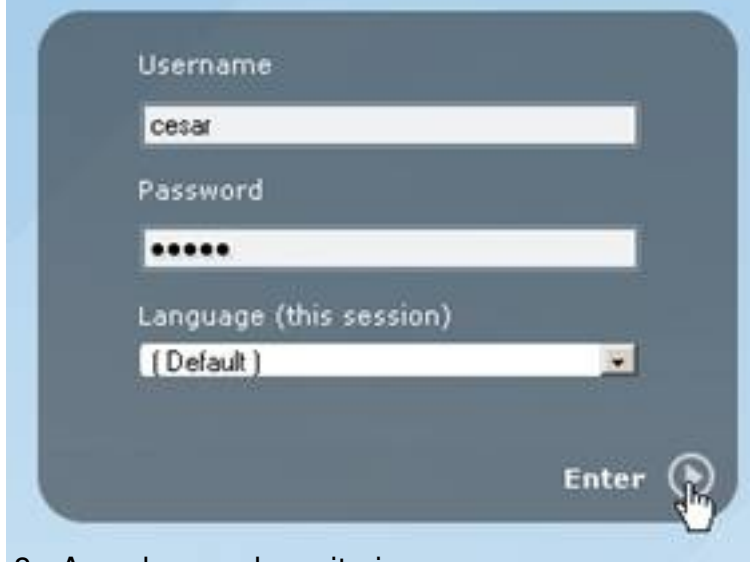 Username
cesar
Password
•••••
Language (this session)
( Default )
Enter